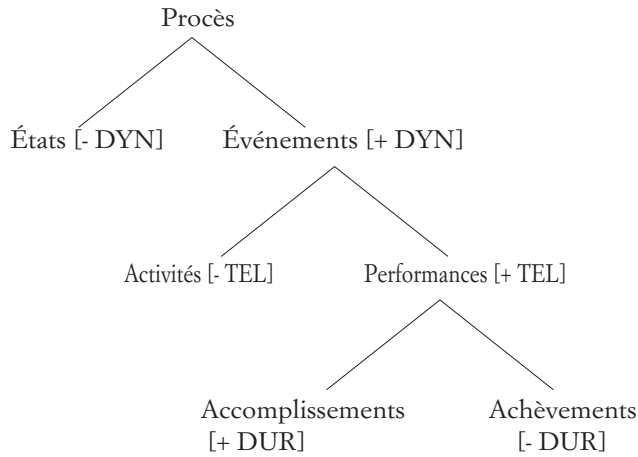 Procès
États [- DYN] Événements [+ DYN]
Activités [- TEL] Performances [+ TEL]
Accomplissements Achèvements
[+ DUR] [- DUR]